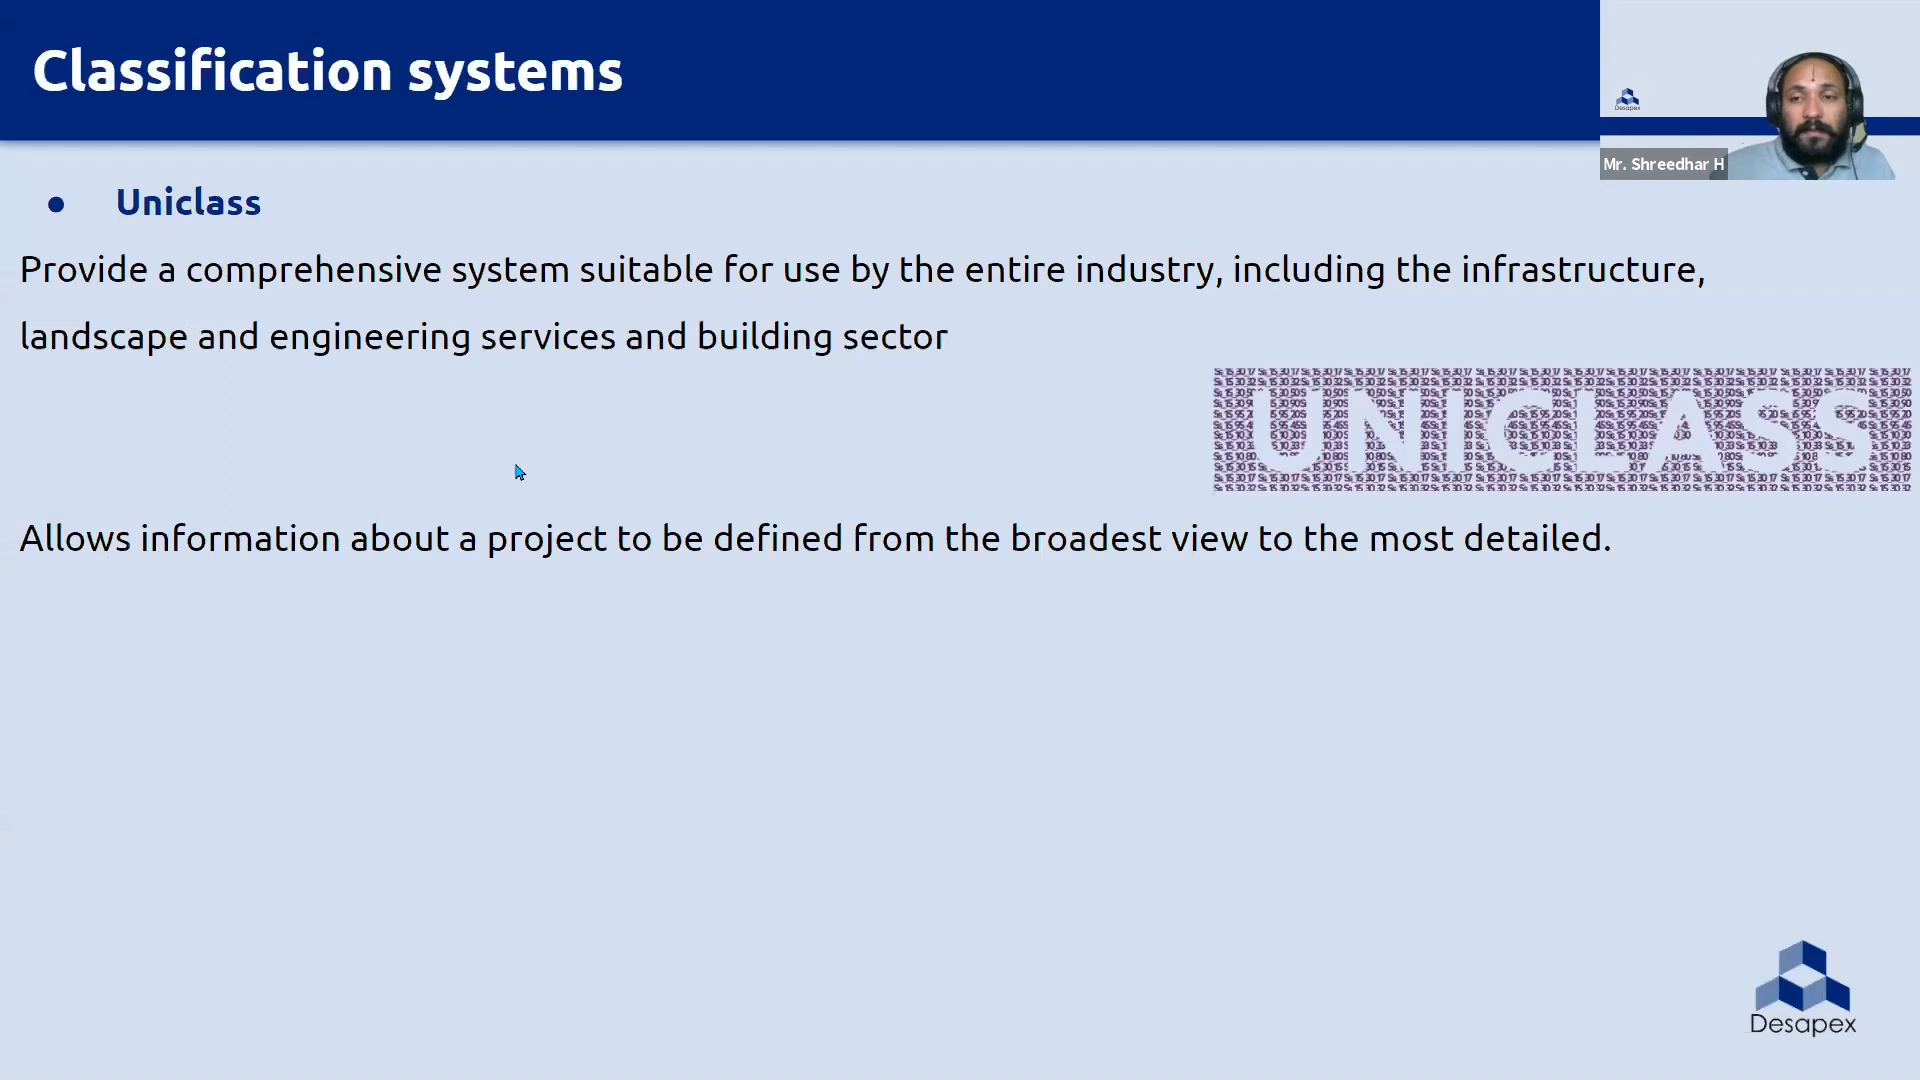 Classification systems
Desapex
Mr. Shreedhar H
● Uniclass
Provide a comprehensive system suitable for use by the entire industry, including the infrastructure,
landscape and engineering services and building sector
UNICLASS
Allows information about a project to be defined from the broadest view to the most detailed.
Desapex